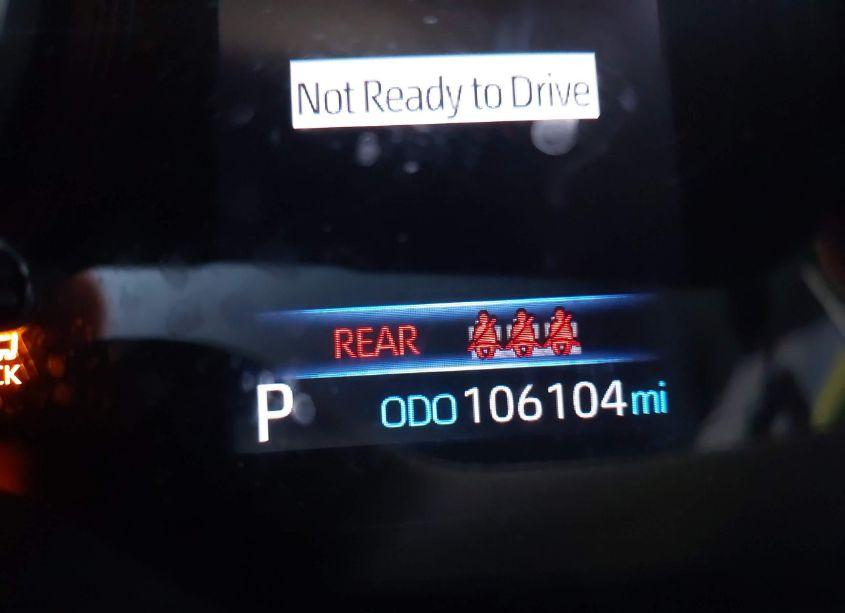 Not Ready to Drive
REAR
P ODO 106104 mi